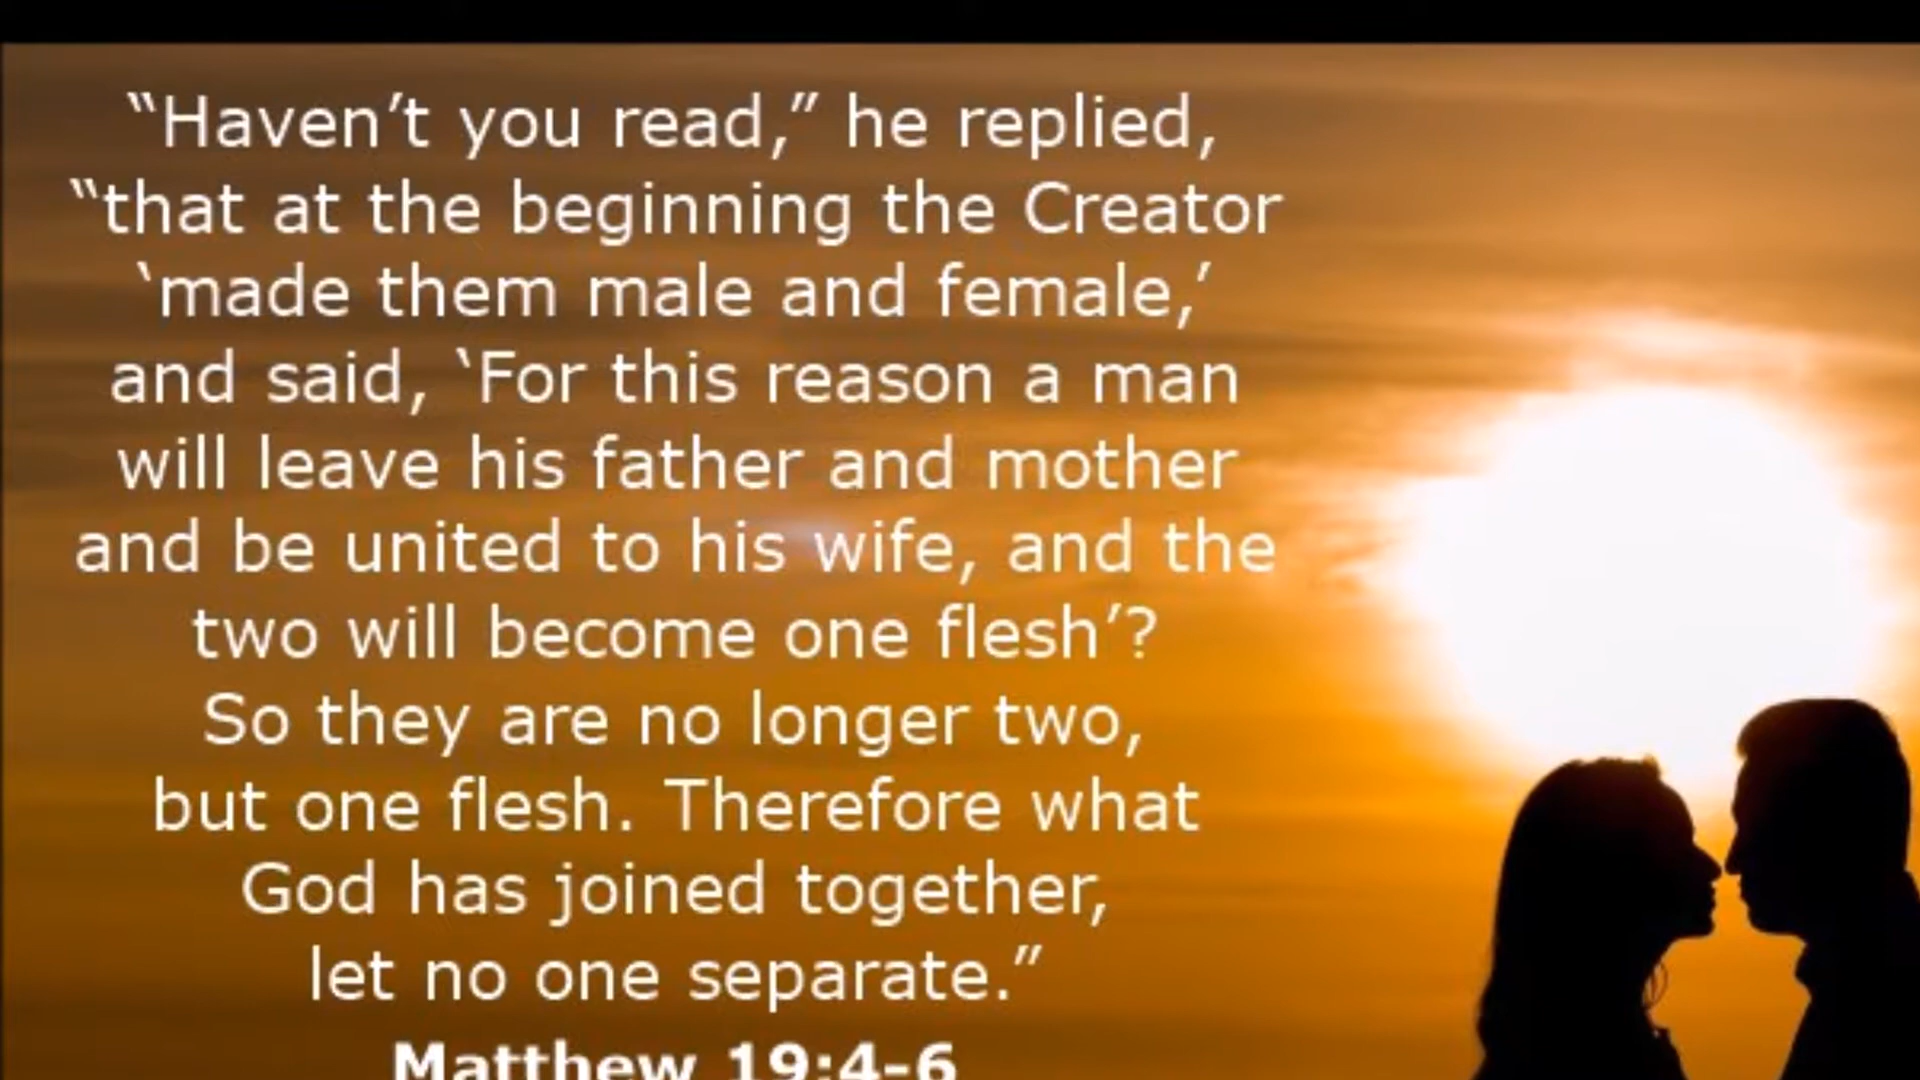 “Haven’t you read,” he replied,
“that at the beginning the Creator
‘made them male and female,’
and said, ‘For this reason a man
will leave his father and mother
and be united to his wife, and the
two will become one flesh’?
So they are no longer two,
but one flesh. Therefore what
God has joined together,
let no one separate.”
Matthew 19:4-6